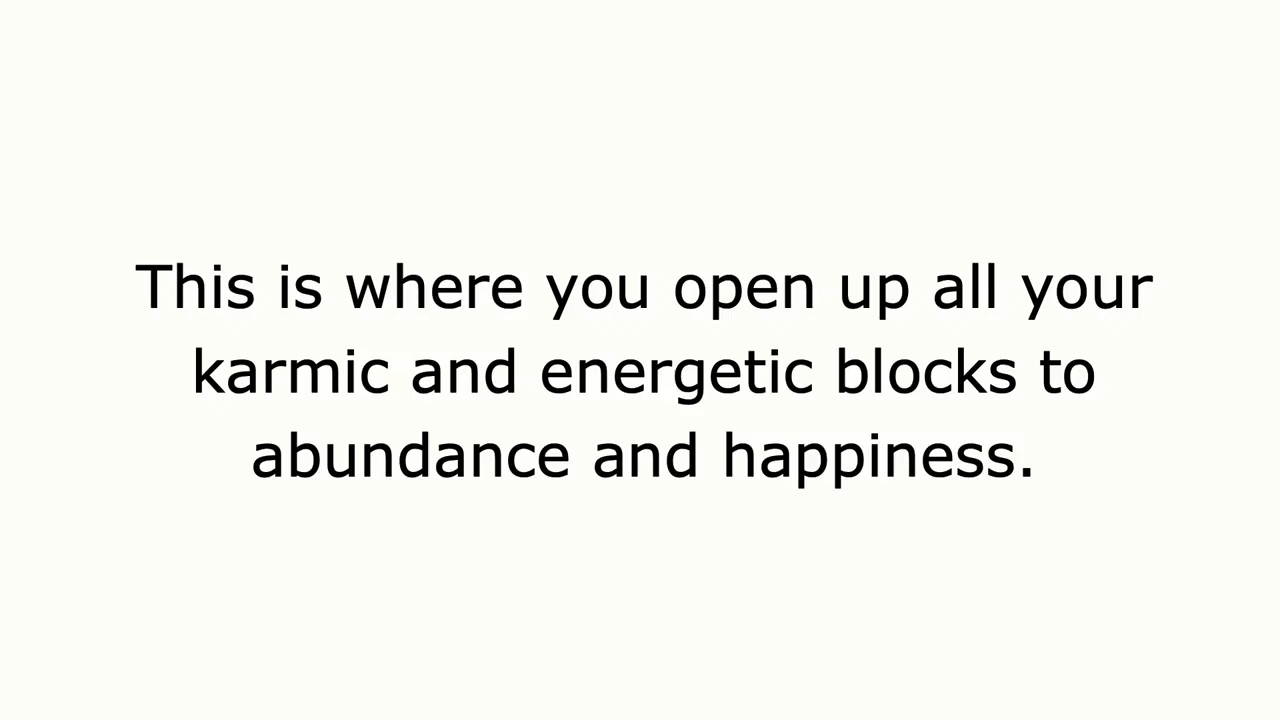 This is where you open up all your
karmic and energetic blocks to
abundance and happiness.